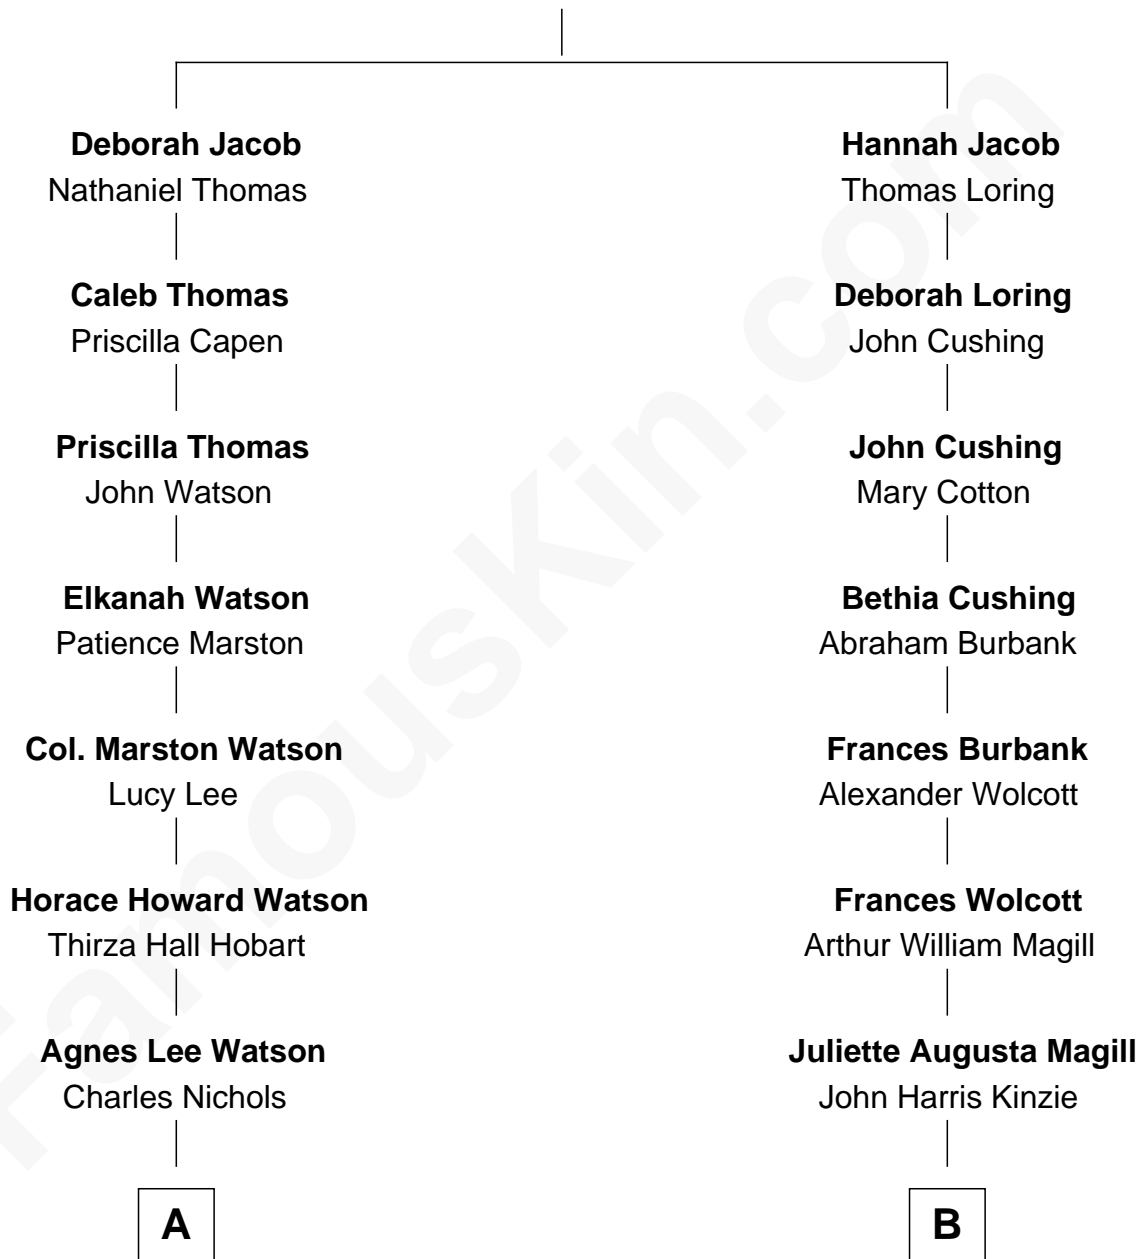 Deborah Jacob
Nathaniel Thomas
Caleb Thomas
Priscilla Capen
Priscilla Thomas
John Watson
Elkanah Watson
Patience Marston
Col. Marston Watson
Lucy Lee
Horace Howard Watson
Thirza Hall Hobart
Agnes Lee Watson
Charles Nichols
A
Hannah Jacob
Thomas Loring
Deborah Loring
John Cushing
John Cushing
Mary Cotton
Bethia Cushing
Abraham Burbank
Frances Burbank
Alexander Wolcott
Frances Wolcott
Arthur William Magill
Juliette Augusta Magill
John Harris Kinzie
B
FamousKin.com